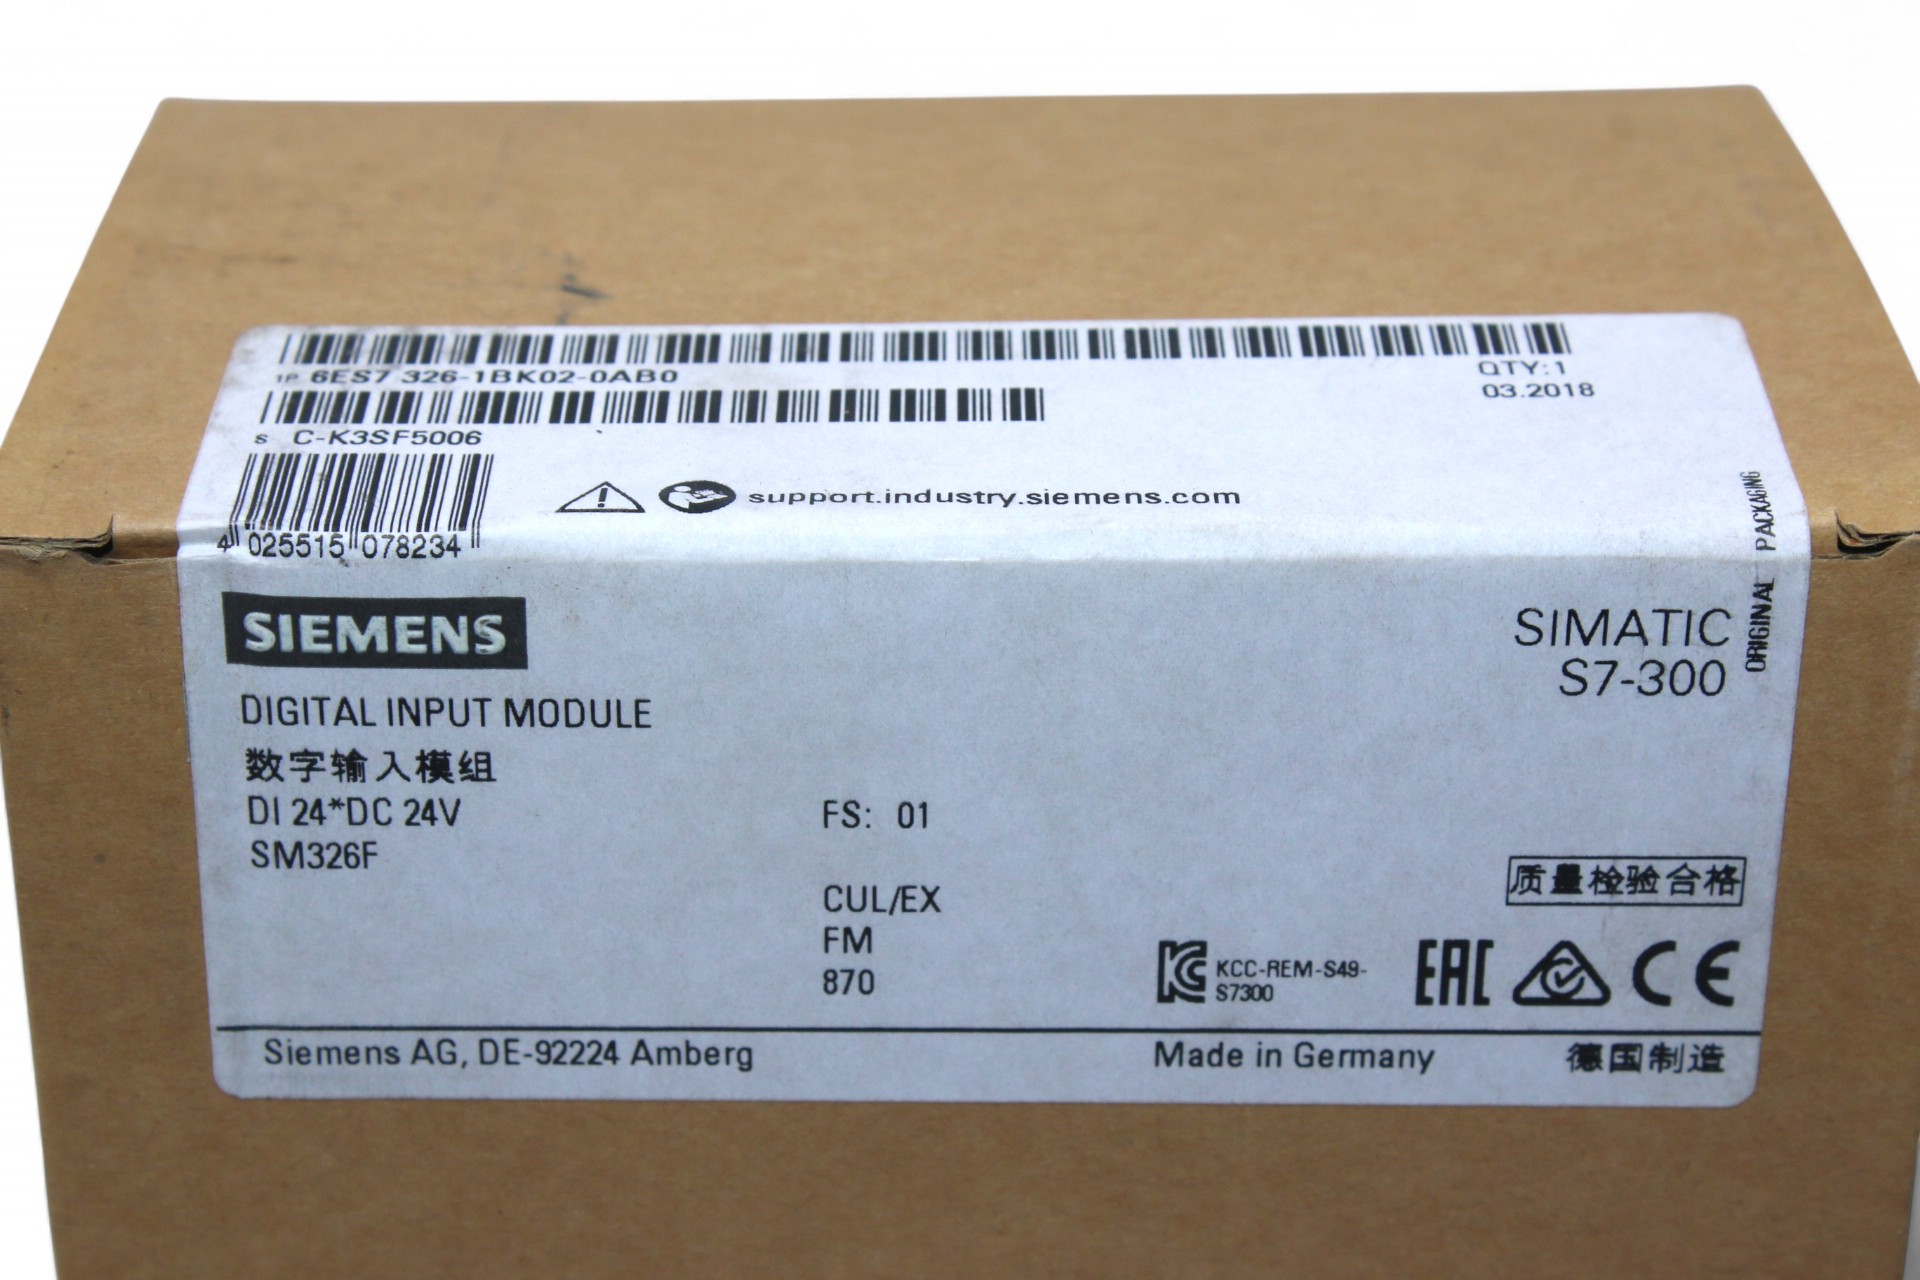 1P 6ES7 326-1BK02-0AB0
QTY:1
03.2018
S C-K3SF5006
4 025515 078234
support.industry.siemens.com
ORIGINAL PACKAGING
SIEMENS
SIMATIC
S7-300
DIGITAL INPUT MODULE
数字输入模组
DI 24*DC 24V
FS: 01
SM326F
质量检验合格
CUL/EX
FM
870
KCC-REM-S49-
S7300
EAC
CE
Siemens AG, DE-92224 Amberg
Made in Germany
德国制造